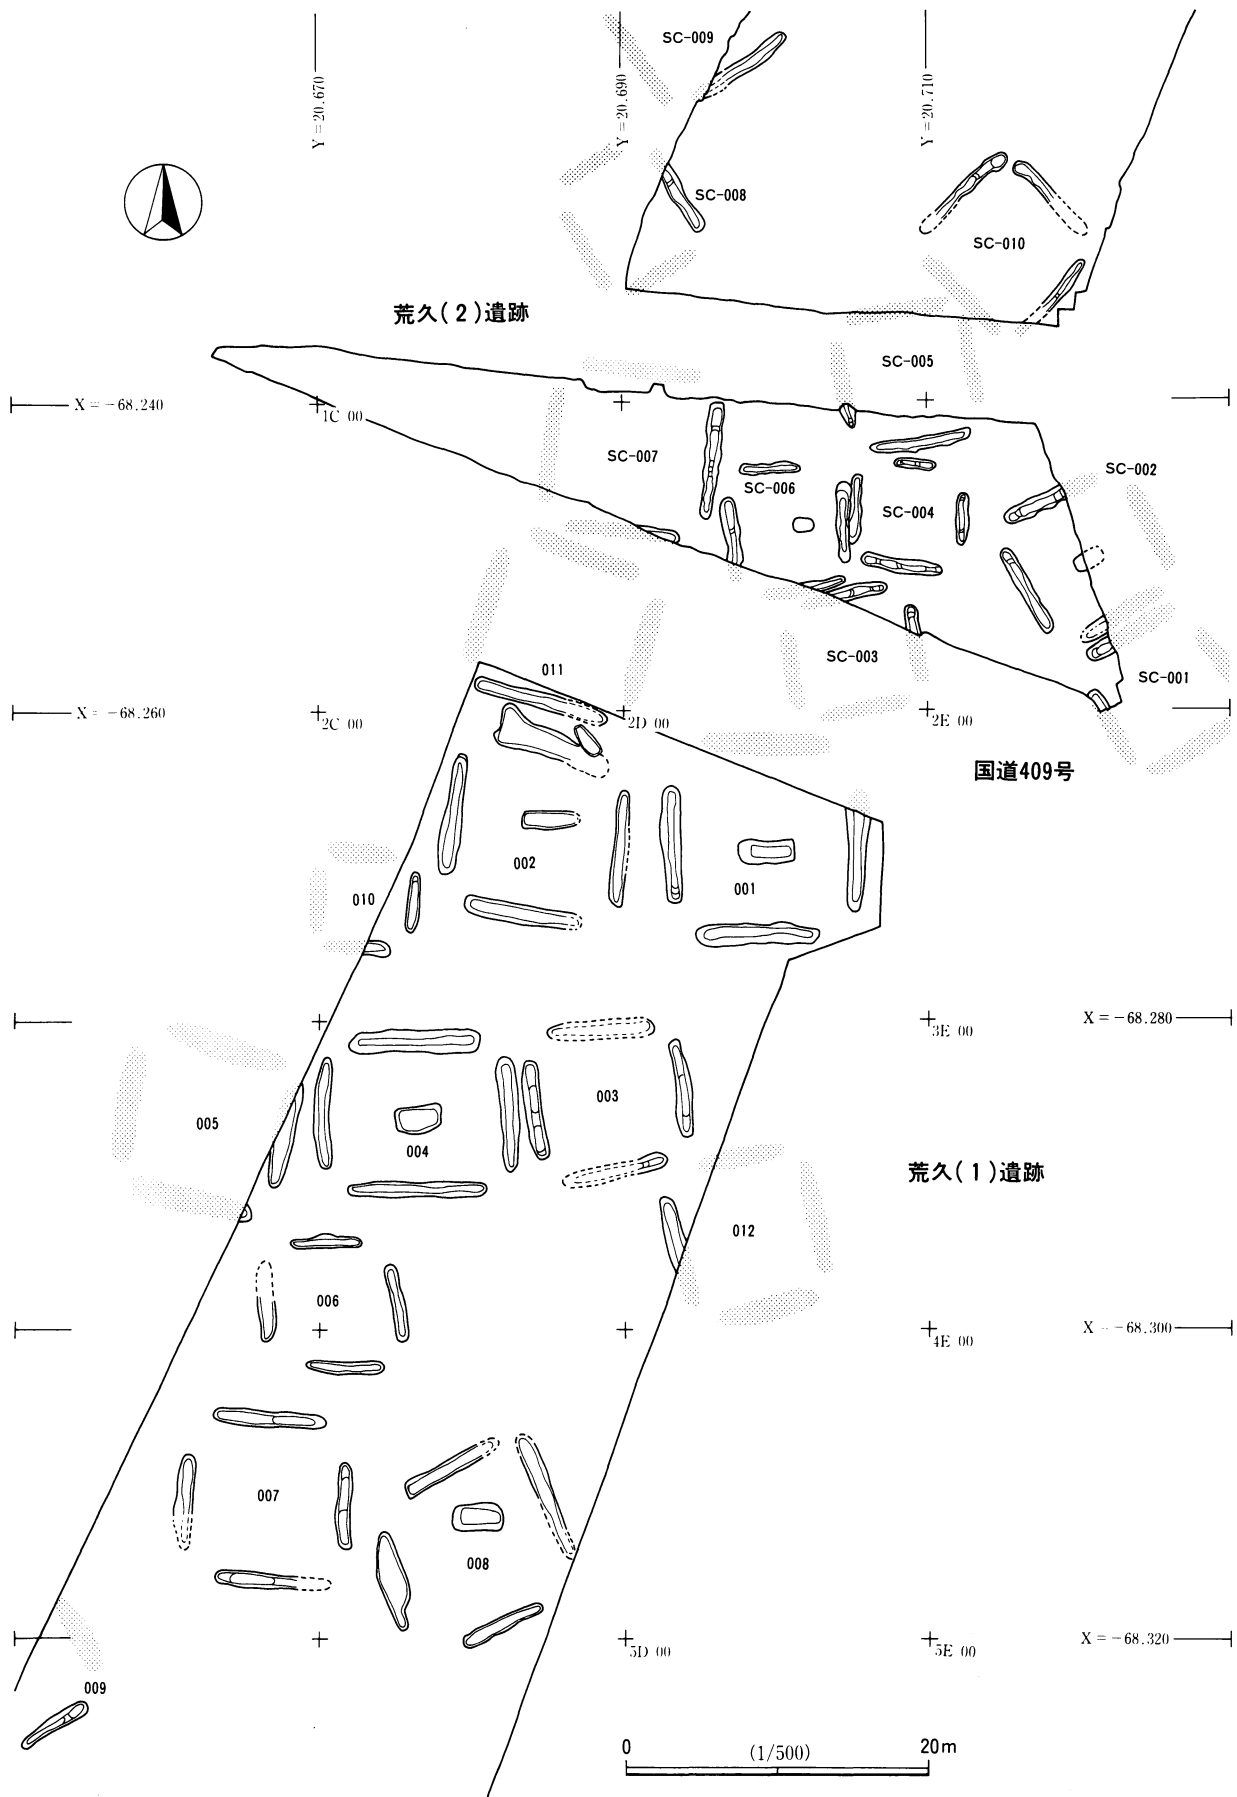 SC-009
Y = 20.670
Y = 20.690
Y = 20.710
SC-008
SC-010
荒久(2)遺跡
SC-005
X = -68.240
1C 00
SC-007
SC-002
SC-006
SC-004
SC-003
011
SC-001
X = -68.260
2C 00
2D 00
2E 00
国道409号
002
001
010
3E 00
X = -68.280
003
005
004
荒久(1)遺跡
012
006
4E 00
X = -68.300
007
008
5D 00
5E 00
X = -68.320
009
0
(1/500)
20m